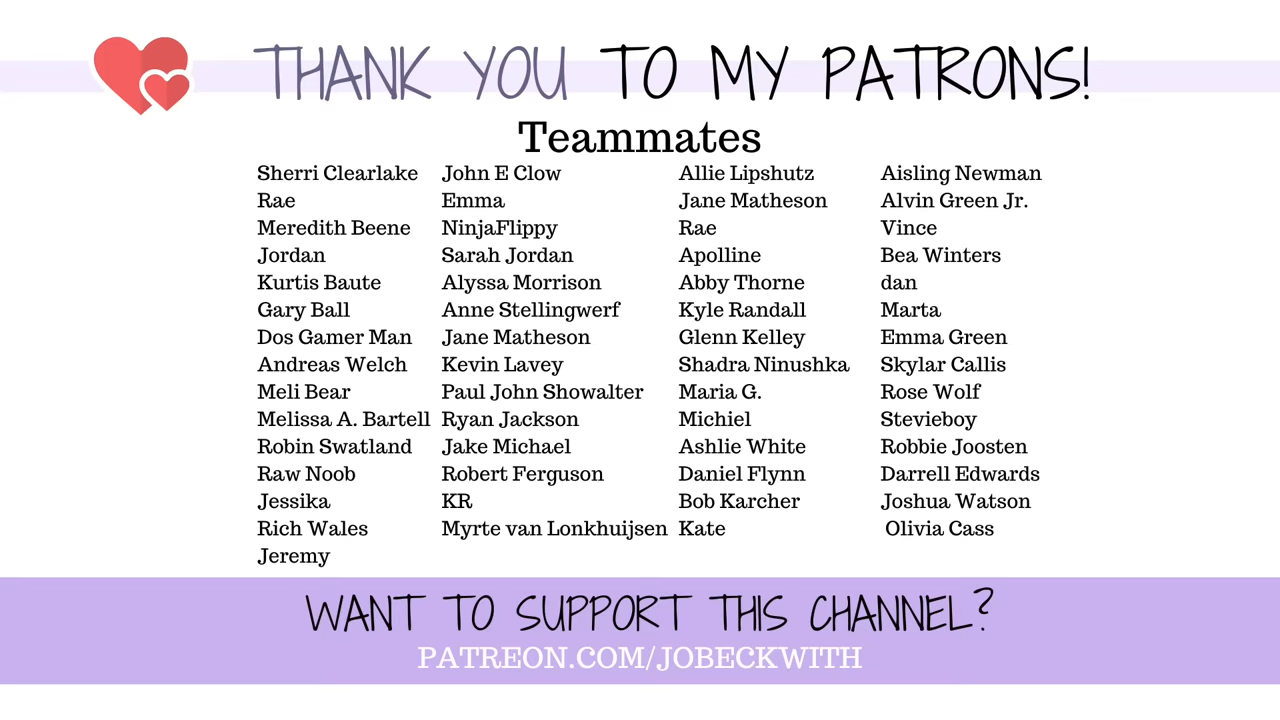 THANK YOU TO MY PATRONS!
Teammates
Sherri Clearlake
Rae
Meredith Beene
Jordan
Kurtis Baute
Gary Ball
Dos Gamer Man
Andreas Welch
Meli Bear
Melissa A. Bartell
Robin Swatland
Raw Noob
Jessika
Rich Wales
Jeremy
John E Clow
Emma
NinjaFlippy
Sarah Jordan
Alyssa Morrison
Anne Stellingwerf
Jane Matheson
Kevin Lavey
Paul John Showalter
Ryan Jackson
Jake Michael
Robert Ferguson
KR
Myrte van Lonkhuijsen
Allie Lipshutz
Jane Matheson
Rae
Apolline
Abby Thorne
Kyle Randall
Glenn Kelley
Shadra Ninushka
Maria G.
Michiel
Ashlie White
Daniel Flynn
Bob Karcher
Kate
Aisling Newman
Alvin Green Jr.
Vince
Bea Winters
dan
Marta
Emma Green
Skylar Callis
Rose Wolf
Stevieboy
Robbie Joosten
Darrell Edwards
Joshua Watson
Olivia Cass
WANT TO SUPPORT THIS CHANNEL?
PATREON.COM/JOBECKWITH